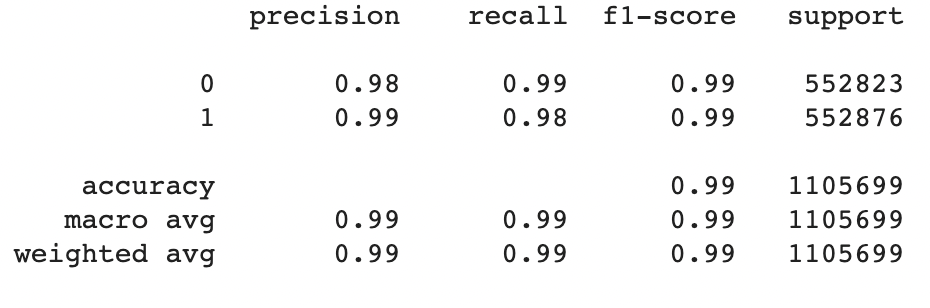 precision recall f1-score support
0 0.98 0.99 0.99 552823
1 0.99 0.98 0.99 552876
accuracy 0.99 1105699
macro avg 0.99 0.99 0.99 1105699
weighted avg 0.99 0.99 0.99 1105699